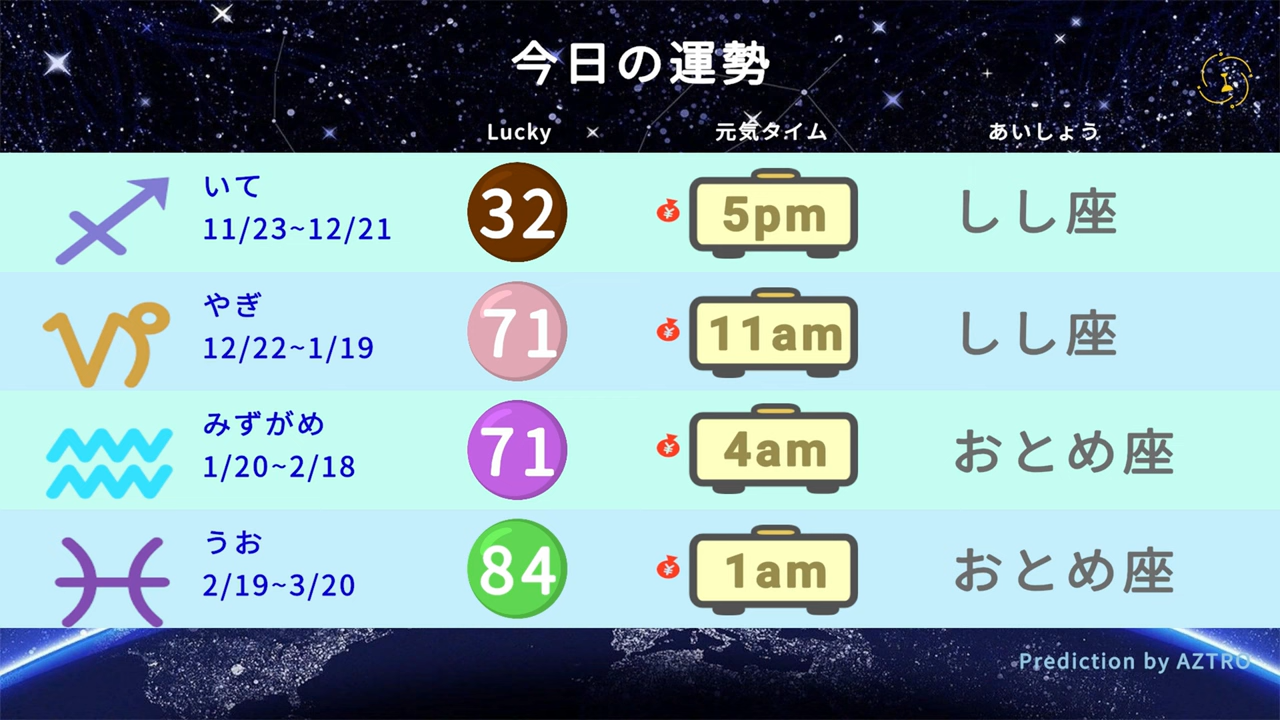 今日の運勢
Lucky 元気タイム あいしょう
いて
11/23~12/21
32 5pm しし座
やぎ
12/22~1/19
71 11am しし座
みずがめ
1/20~2/18
71 4am おとめ座
うお
2/19~3/20
84 1am おとめ座
Prediction by AZTRO